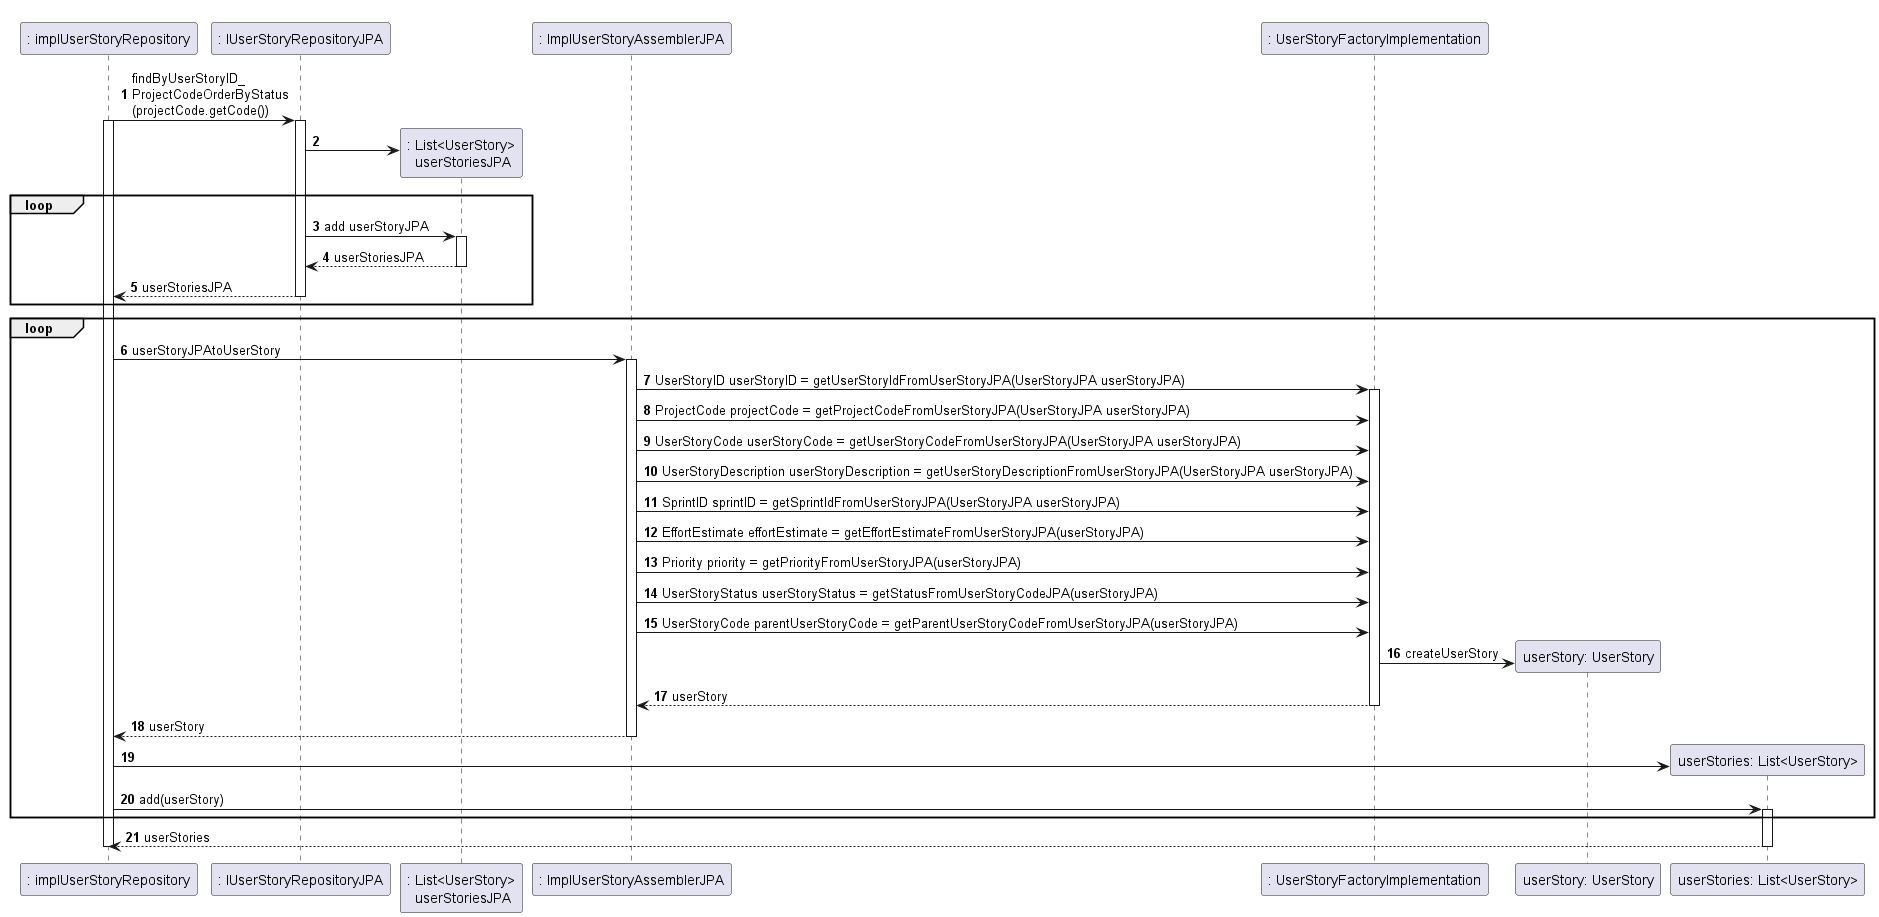 : implUserStoryRepository
: IUserStoryRepositoryJPA
: ImplUserStoryAssemblerJPA
: UserStoryFactoryImplementation
findByUserStoryID_
1 ProjectCodeOrderByStatus
(projectCode.getCode())
2
: List<UserStory>
userStoriesJPA
loop
3 add userStoryJPA
4 userStoriesJPA
5 userStoriesJPA
loop
6 userStoryJPAtoUserStory
7 UserStoryID userStoryID = getUserStoryIdFromUserStoryJPA(UserStoryJPA userStoryJPA)
8 ProjectCode projectCode = getProjectCodeFromUserStoryJPA(UserStoryJPA userStoryJPA)
9 UserStoryCode userStoryCode = getUserStoryCodeFromUserStoryJPA(UserStoryJPA userStoryJPA)
10 UserStoryDescription userStoryDescription = getUserStoryDescriptionFromUserStoryJPA(UserStoryJPA userStoryJPA)
11 SprintID sprintID = getSprintIdFromUserStoryJPA(UserStoryJPA userStoryJPA)
12 EffortEstimate effortEstimate = getEffortEstimateFromUserStoryJPA(userStoryJPA)
13 Priority priority = getPriorityFromUserStoryJPA(userStoryJPA)
14 UserStoryStatus userStoryStatus = getStatusFromUserStoryCodeJPA(userStoryJPA)
15 UserStoryCode parentUserStoryCode = getParentUserStoryCodeFromUserStoryJPA(userStoryJPA)
16 createUserStory
userStory: UserStory
17 userStory
18 userStory
19
userStories: List<UserStory>
20 add(userStory)
21 userStories
: implUserStoryRepository
: IUserStoryRepositoryJPA
: List<UserStory>
userStoriesJPA
: ImplUserStoryAssemblerJPA
: UserStoryFactoryImplementation
userStory: UserStory
userStories: List<UserStory>